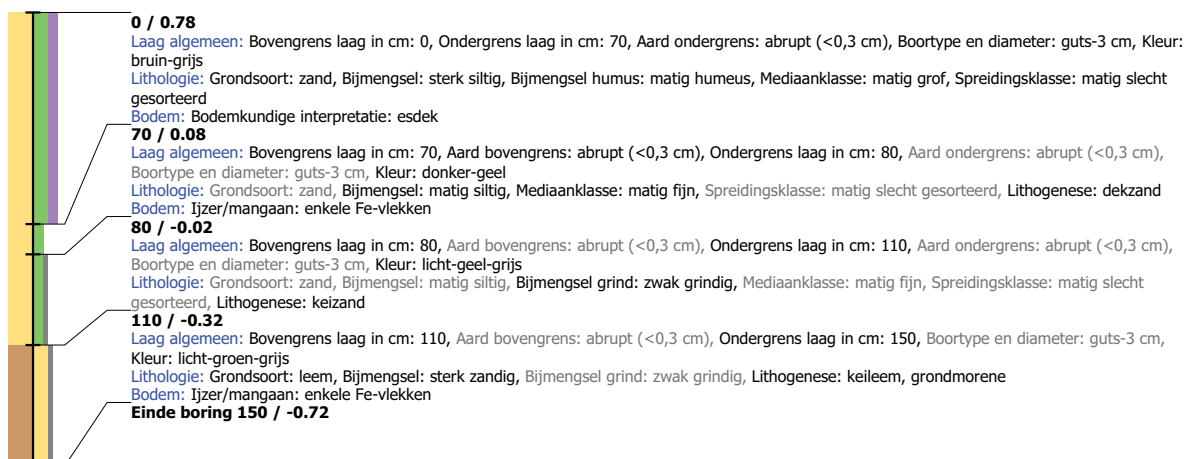 0 / 0.78
Laag algemeen: Bovengrens laag in cm: 0, Ondergrens laag in cm: 70, Aard ondergrens: abrupt (<0,3 cm), Boortype en diameter: guts-3 cm, Kleur:
bruin-grijs
Lithologie: Grondsoort: zand, Bijmengsel: sterk siltig, Bijmengsel humus: matig humeus, Mediaanklasse: matig grof, Spreidingsklasse: matig slecht
gesorteerd
Bodem: Bodemkundige interpretatie: esdek
70 / 0.08
Laag algemeen: Bovengrens laag in cm: 70, Aard bovengrens: abrupt (<0,3 cm), Ondergrens laag in cm: 80, Aard ondergrens: abrupt (<0,3 cm),
Boortype en diameter: guts-3 cm, Kleur: donker-geel
Lithologie: Grondsoort: zand, Bijmengsel: matig siltig, Mediaanklasse: matig fijn, Spreidingsklasse: matig slecht gesorteerd, Lithogenese: dekzand
Bodem: Ijzer/mangaan: enkele Fe-vlekken
80 / -0.02
Laag algemeen: Bovengrens laag in cm: 80, Aard bovengrens: abrupt (<0,3 cm), Ondergrens laag in cm: 110, Aard ondergrens: abrupt (<0,3 cm),
Boortype en diameter: guts-3 cm, Kleur: licht-geel-grijs
Lithologie: Grondsoort: zand, Bijmengsel: matig siltig, Bijmengsel grind: zwak grindig, Mediaanklasse: matig fijn, Spreidingsklasse: matig slecht
gesorteerd, Lithogenese: keizand
110 / -0.32
Laag algemeen: Bovengrens laag in cm: 110, Aard bovengrens: abrupt (<0,3 cm), Ondergrens laag in cm: 150, Boortype en diameter: guts-3 cm,
Kleur: licht-groen-grijs
Lithologie: Grondsoort: leem, Bijmengsel: sterk zandig, Bijmengsel grind: zwak grindig, Lithogenese: keileem, grondmorene
Bodem: Ijzer/mangaan: enkele Fe-vlekken
Einde boring 150 / -0.72